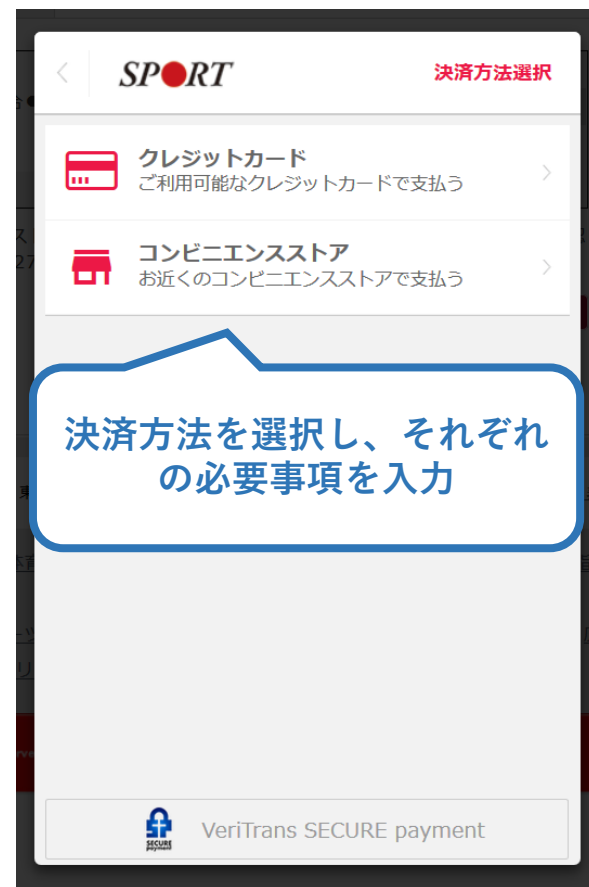 SPORT
決済方法選択
クレジットカード
ご利用可能なクレジットカードで支払う
コンビニエンスストア
お近くのコンビニエンスストアで支払う
決済方法を選択し、それぞれ
の必要事項を入力
SECURE
payment
VeriTrans SECURE payment